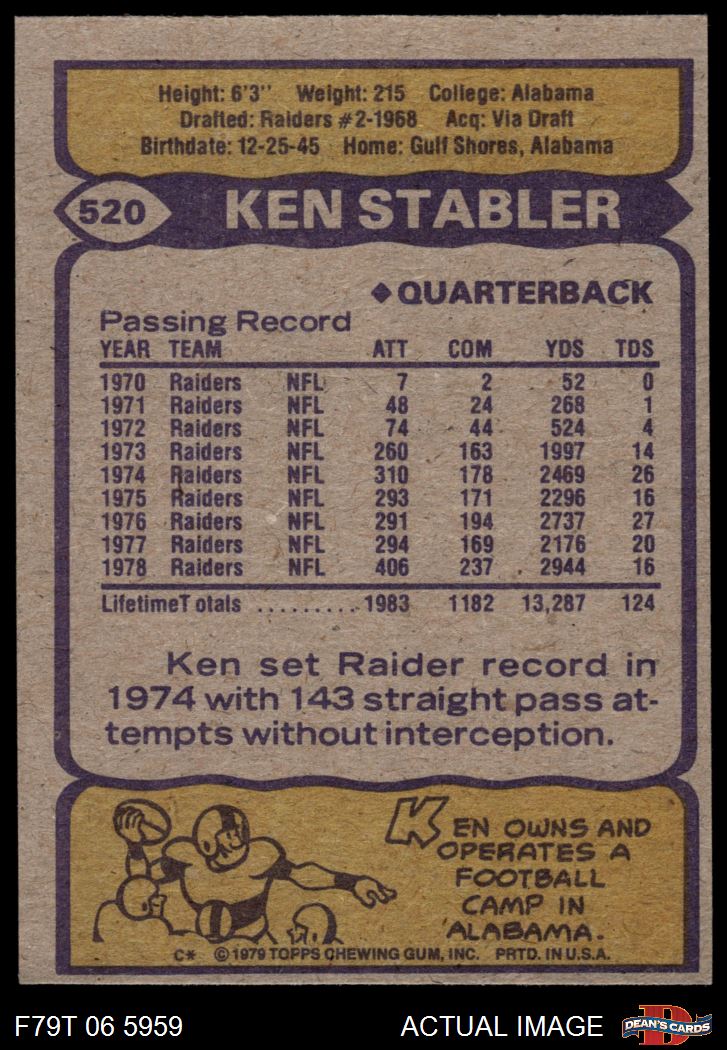 Height: 6'3" Weight: 215 College: Alabama
Drafted: Raiders #2-1968 Acq: Via Draft
Birthdate: 12-25-45 Home: Gulf Shores, Alabama
520 KEN STABLER
◆QUARTERBACK
Passing Record
YEAR TEAM ATT COM YDS TDS
1970 Raiders NFL 7 2 52 0
1971 Raiders NFL 48 24 268 1
1972 Raiders NFL 74 44 524 4
1973 Raiders NFL 260 163 1997 14
1974 Raiders NFL 310 178 2469 26
1975 Raiders NFL 293 171 2296 16
1976 Raiders NFL 291 194 2737 27
1977 Raiders NFL 294 169 2176 20
1978 Raiders NFL 406 237 2944 16
LifetimeT otals .......... 1983 1182 13,287 124
Ken set Raider record in
1974 with 143 straight pass at-
tempts without interception.
KEN OWNS AND
OPERATES A
FOOTBALL
CAMP IN
ALABAMA.
C* © 1979 TOPPS CHEWING GUM, INC. PRTD. IN U.S.A.
F79T 06 5959 ACTUAL IMAGE D DEAN'S CARDS